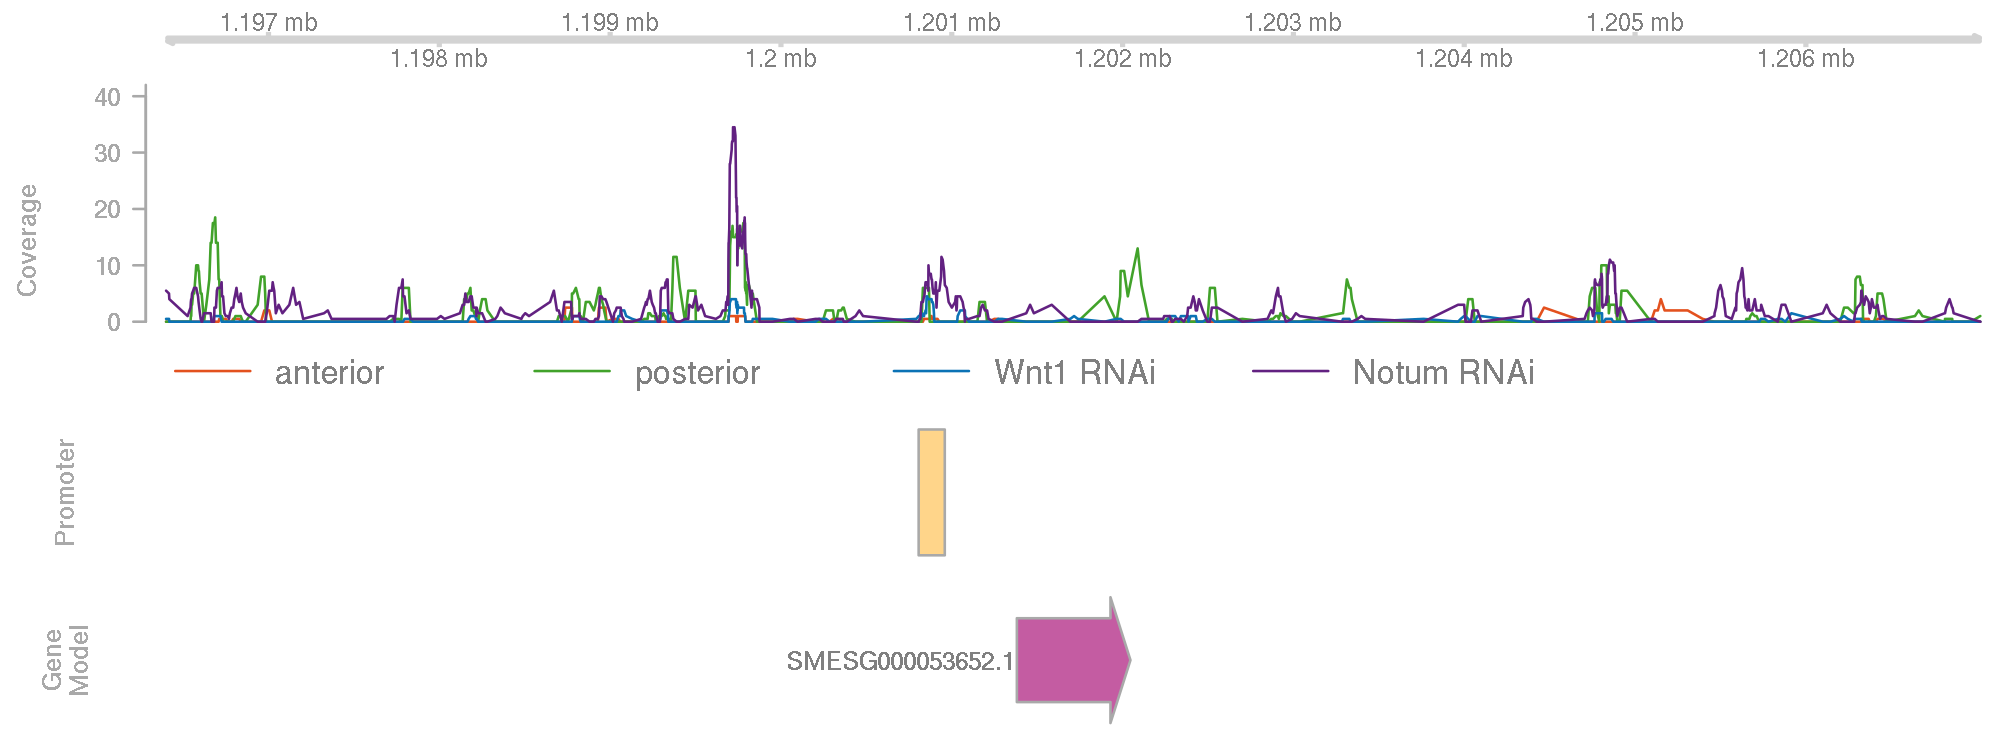 1.197 mb 1.199 mb 1.201 mb 1.203 mb 1.205 mb
1.198 mb 1.2 mb 1.202 mb 1.204 mb 1.206 mb
40
30
20
10
0
Coverage
anterior posterior Wnt1 RNAi Notum RNAi
Promoter
Gene
Model
SMESG000053652.1